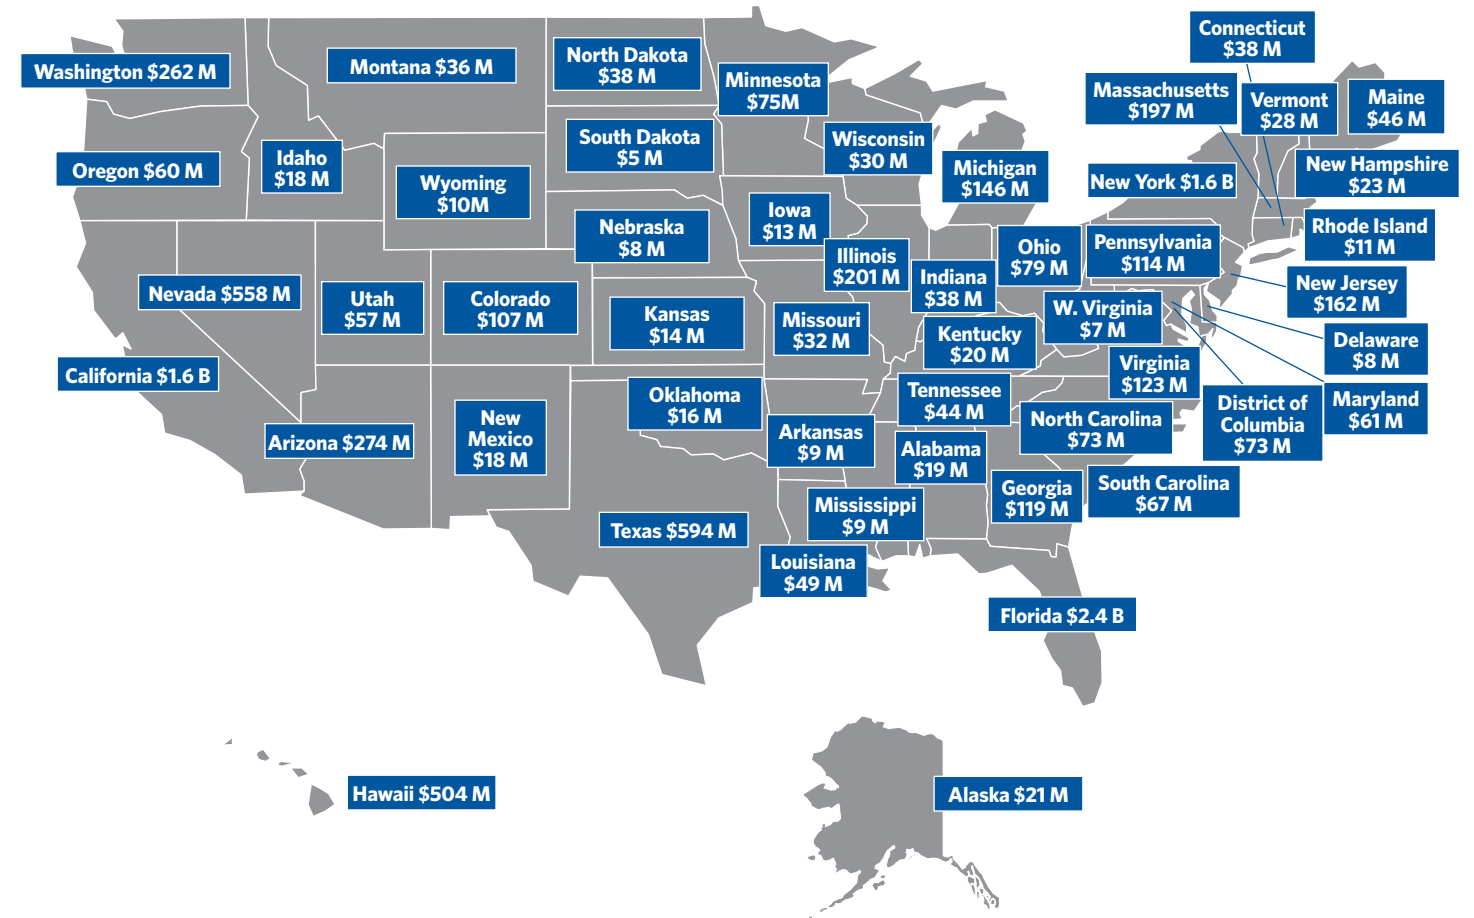 Connecticut
$38 M
Washington $262 M
Montana $36 M
North Dakota
$38 M
Minnesota
$75M
Massachusetts
$197 M
Vermont
$28 M
Maine
$46 M
South Dakota
$5 M
Wisconsin
$30 M
Oregon $60 M
Idaho
$18 M
Wyoming
$10M
Michigan
$146 M
New York $1.6 B
New Hampshire
$23 M
Nebraska
$8 M
Iowa
$13 M
Illinois
$201 M
Indiana
$38 M
Ohio
$79 M
Pennsylvania
$114 M
Rhode Island
$11 M
Nevada $558 M
Utah
$57 M
Colorado
$107 M
Kansas
$14 M
Missouri
$32 M
Kentucky
$20 M
W. Virginia
$7 M
New Jersey
$162 M
Delaware
$8 M
California $1.6 B
Virginia
$123 M
Maryland
$61 M
Oklahoma
$16 M
Tennessee
$44 M
District of
Columbia
$73 M
Arizona $274 M
New
Mexico
$18 M
Arkansas
$9 M
Alabama
$19 M
North Carolina
$73 M
Georgia
$119 M
South Carolina
$67 M
Texas $594 M
Mississippi
$9 M
Louisiana
$49 M
Florida $2.4 B
Hawaii $504 M
Alaska $21 M